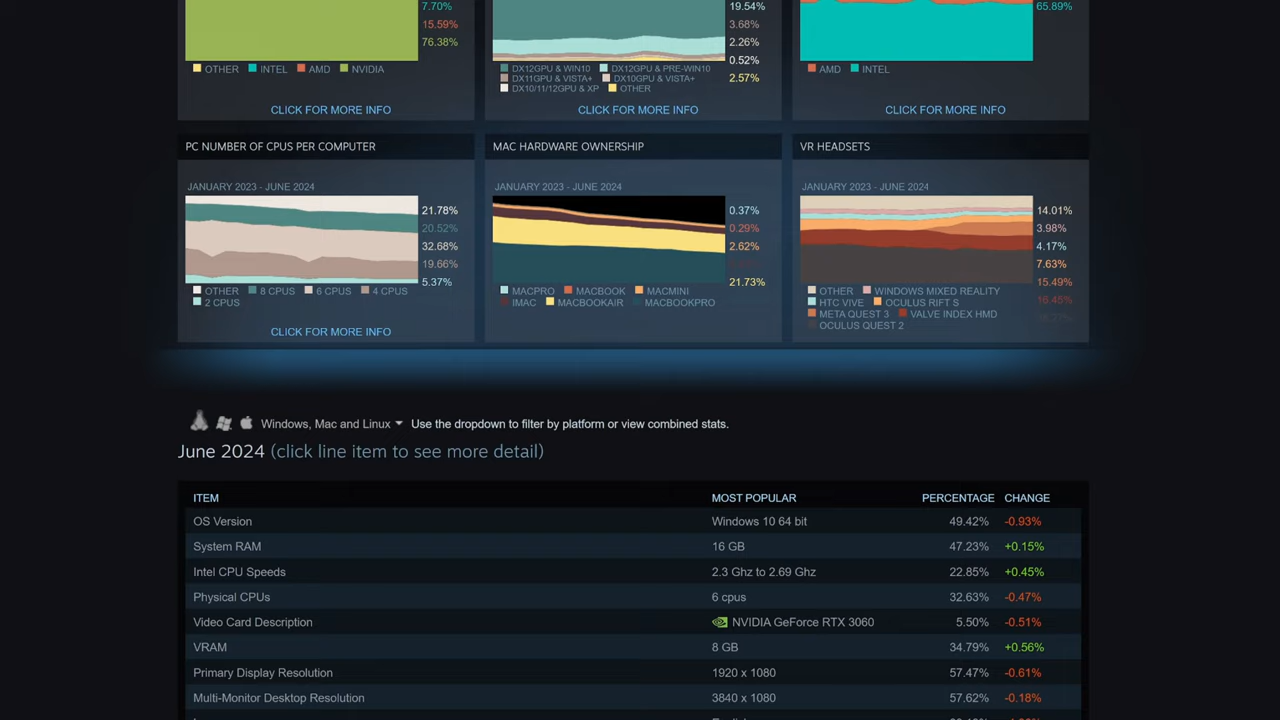 7.70%
15.59%
76.38%
OTHER INTEL AMD NVIDIA
CLICK FOR MORE INFO
19.54%
3.68%
2.26%
0.52%
2.57%
DX12GPU & WIN10 DX12GPU & PRE-WIN10
DX11GPU & VISTA+ DX10GPU & VISTA+
DX10/11/12GPU & XP OTHER
CLICK FOR MORE INFO
65.89%
AMD INTEL
CLICK FOR MORE INFO
PC NUMBER OF CPUS PER COMPUTER
JANUARY 2023 - JUNE 2024
21.78%
20.52%
32.68%
19.66%
5.37%
OTHER 8 CPUS 6 CPUS 4 CPUS
2 CPUS
CLICK FOR MORE INFO
MAC HARDWARE OWNERSHIP
JANUARY 2023 - JUNE 2024
0.37%
0.29%
2.62%
21.73%
MACPRO MACBOOK MACMINI
IMAC MACBOOKAIR MACBOOKPRO
VR HEADSETS
JANUARY 2023 - JUNE 2024
14.01%
3.98%
4.17%
7.63%
15.49%
16.45%
OTHER WINDOWS MIXED REALITY
HTC VIVE OCULUS RIFT S
META QUEST 3 VALVE INDEX HMD
OCULUS QUEST 2
Windows, Mac and Linux Use the dropdown to filter by platform or view combined stats.
June 2024 (click line item to see more detail)
ITEM MOST POPULAR PERCENTAGE CHANGE
OS Version Windows 10 64 bit 49.42% -0.93%
System RAM 16 GB 47.23% +0.15%
Intel CPU Speeds 2.3 Ghz to 2.69 Ghz 22.85% +0.45%
Physical CPUs 6 cpus 32.63% -0.47%
Video Card Description NVIDIA GeForce RTX 3060 5.50% -0.51%
VRAM 8 GB 34.79% +0.56%
Primary Display Resolution 1920 x 1080 57.47% -0.61%
Multi-Monitor Desktop Resolution 3840 x 1080 57.62% -0.18%